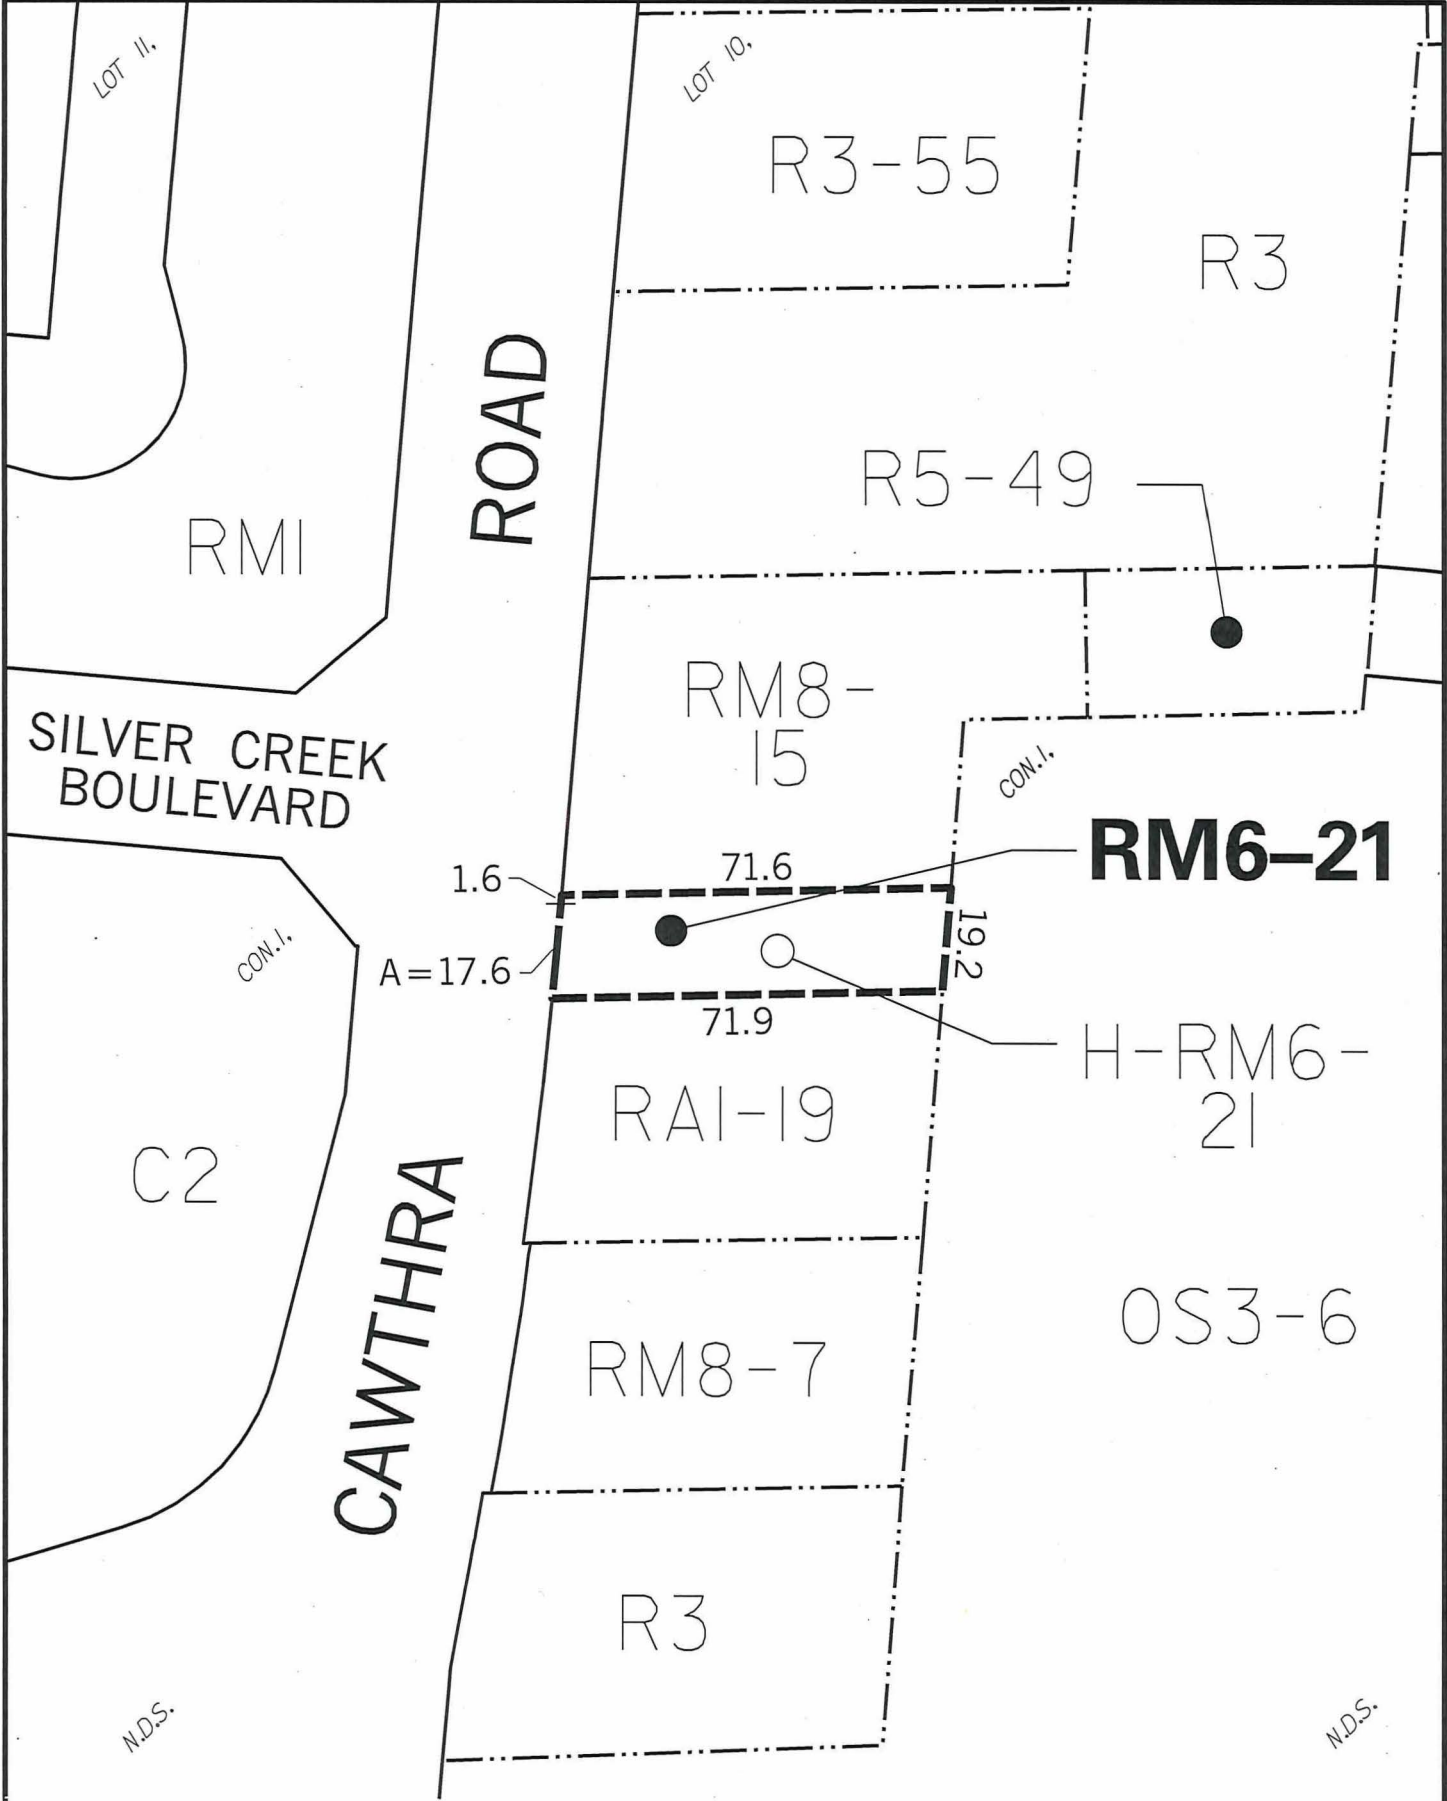 LOT 11,
LOT 10,
R3-55
R3
ROAD
R5-49
RM1
RM8-
15
SILVER CREEK
BOULEVARD
CON.1,
RM6-21
71.6
1.6
19.2
CON.1,
A=17.6
71.9
H-RM6-
21
RA1-19
C2
CAWTHRA
OS3-6
RM8-7
R3
N.D.S.
N.D.S.